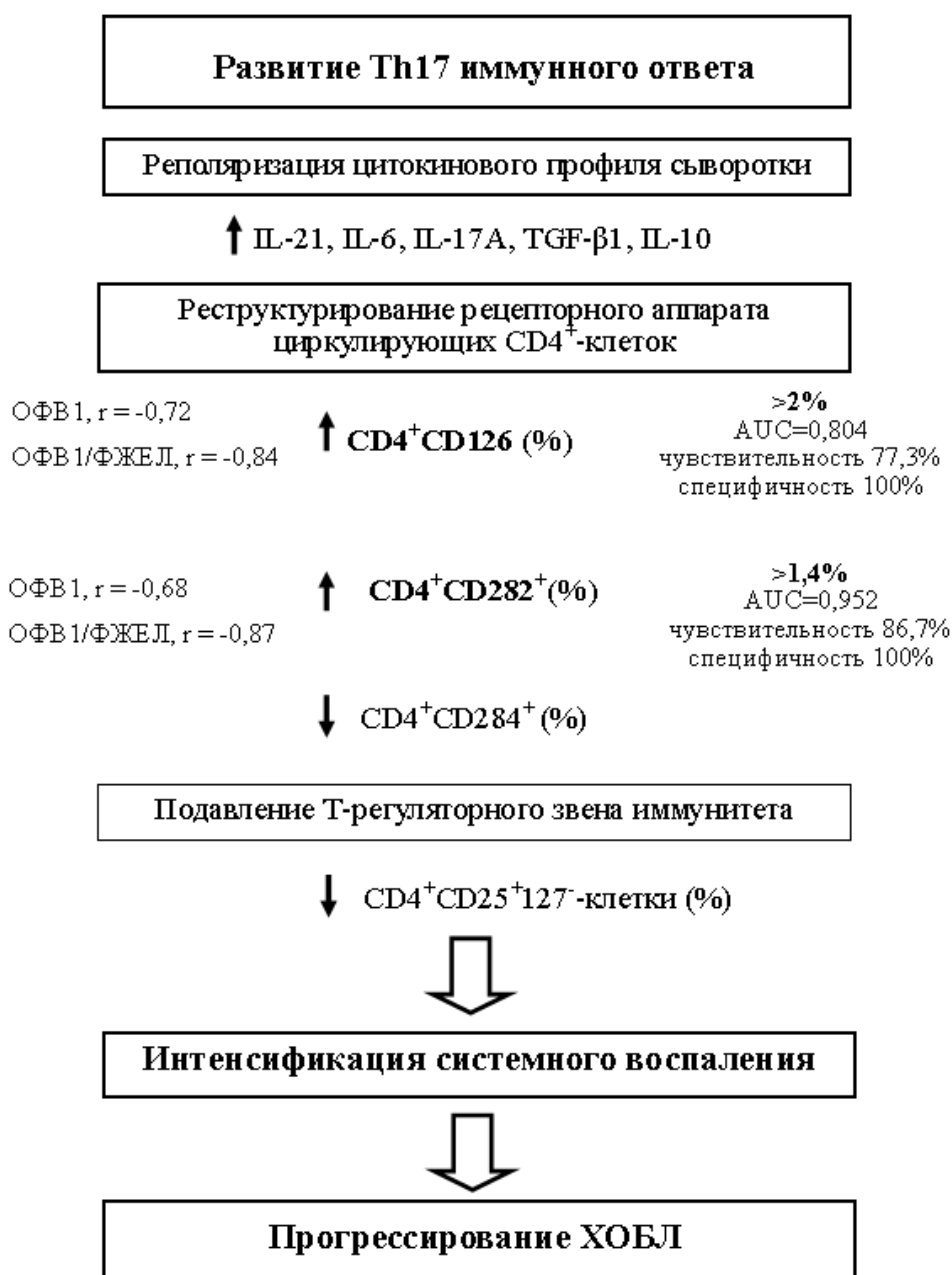 Развитие Th17 иммунного ответа
Реполяризация цитокинового профиля сыворотки
↑ IL-21, IL-6, IL-17A, TGF-β1, IL-10
Реструктурирование рецепторного аппарата
циркулирующих CD4⁺-клеток
ОФВ1, r = -0,72
ОФВ1/ФЖЕЛ, r = -0,84
↑ CD4⁺CD126 (%)
>2%
AUC=0,804
чувствительность 77,3%
специфичность 100%
ОФВ1, r = -0,68
ОФВ1/ФЖЕЛ, r = -0,87
↑ CD4⁺CD282⁺(%)
>1,4%
AUC=0,952
чувствительность 86,7%
специфичность 100%
↓ CD4⁺CD284⁺ (%)
Подавление Т-регуляторного звена иммунитета
↓ CD4⁺CD25⁺127⁻-клетки (%)
Интенсификация системного воспаления
Прогрессирование ХОБЛ